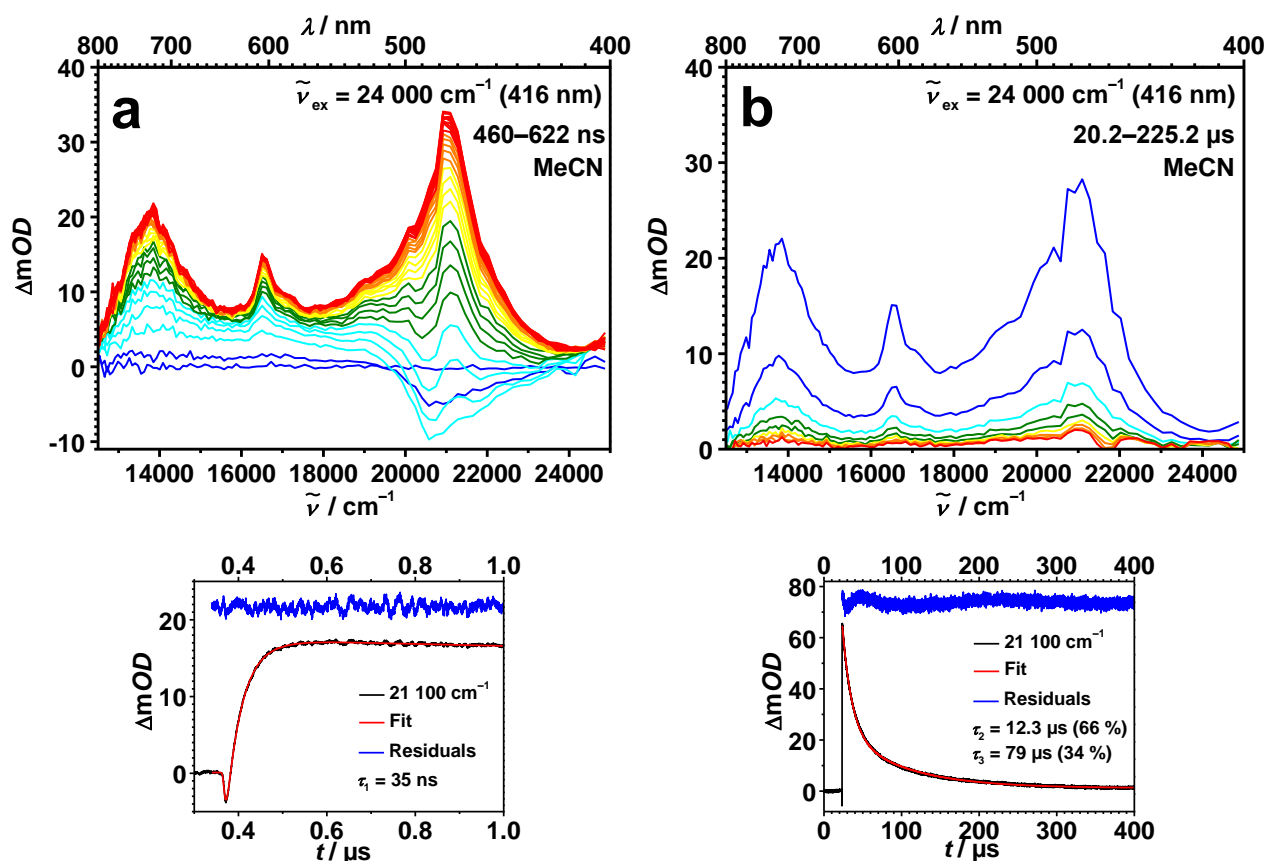 λ / nm
800 700 600 500 400
a
ν̃ex = 24 000 cm⁻¹ (416 nm)
460–622 ns
MeCN
ΔmOD
40
30
20
10
0
-10
14000 16000 18000 20000 22000 24000
ν̃ / cm⁻¹
λ / nm
800 700 600 500 400
b
ν̃ex = 24 000 cm⁻¹ (416 nm)
20.2–225.2 µs
MeCN
ΔmOD
40
30
20
10
0
14000 16000 18000 20000 22000 24000
ν̃ / cm⁻¹
0.4 0.6 0.8 1.0
ΔmOD
20
10
0
21 100 cm⁻¹
Fit
Residuals
τ₁ = 35 ns
0.4 0.6 0.8 1.0
t / µs
0 100 200 300 400
ΔmOD
80
60
40
20
0
21 100 cm⁻¹
Fit
Residuals
τ₂ = 12.3 µs (66 %)
τ₃ = 79 µs (34 %)
0 100 200 300 400
t / µs